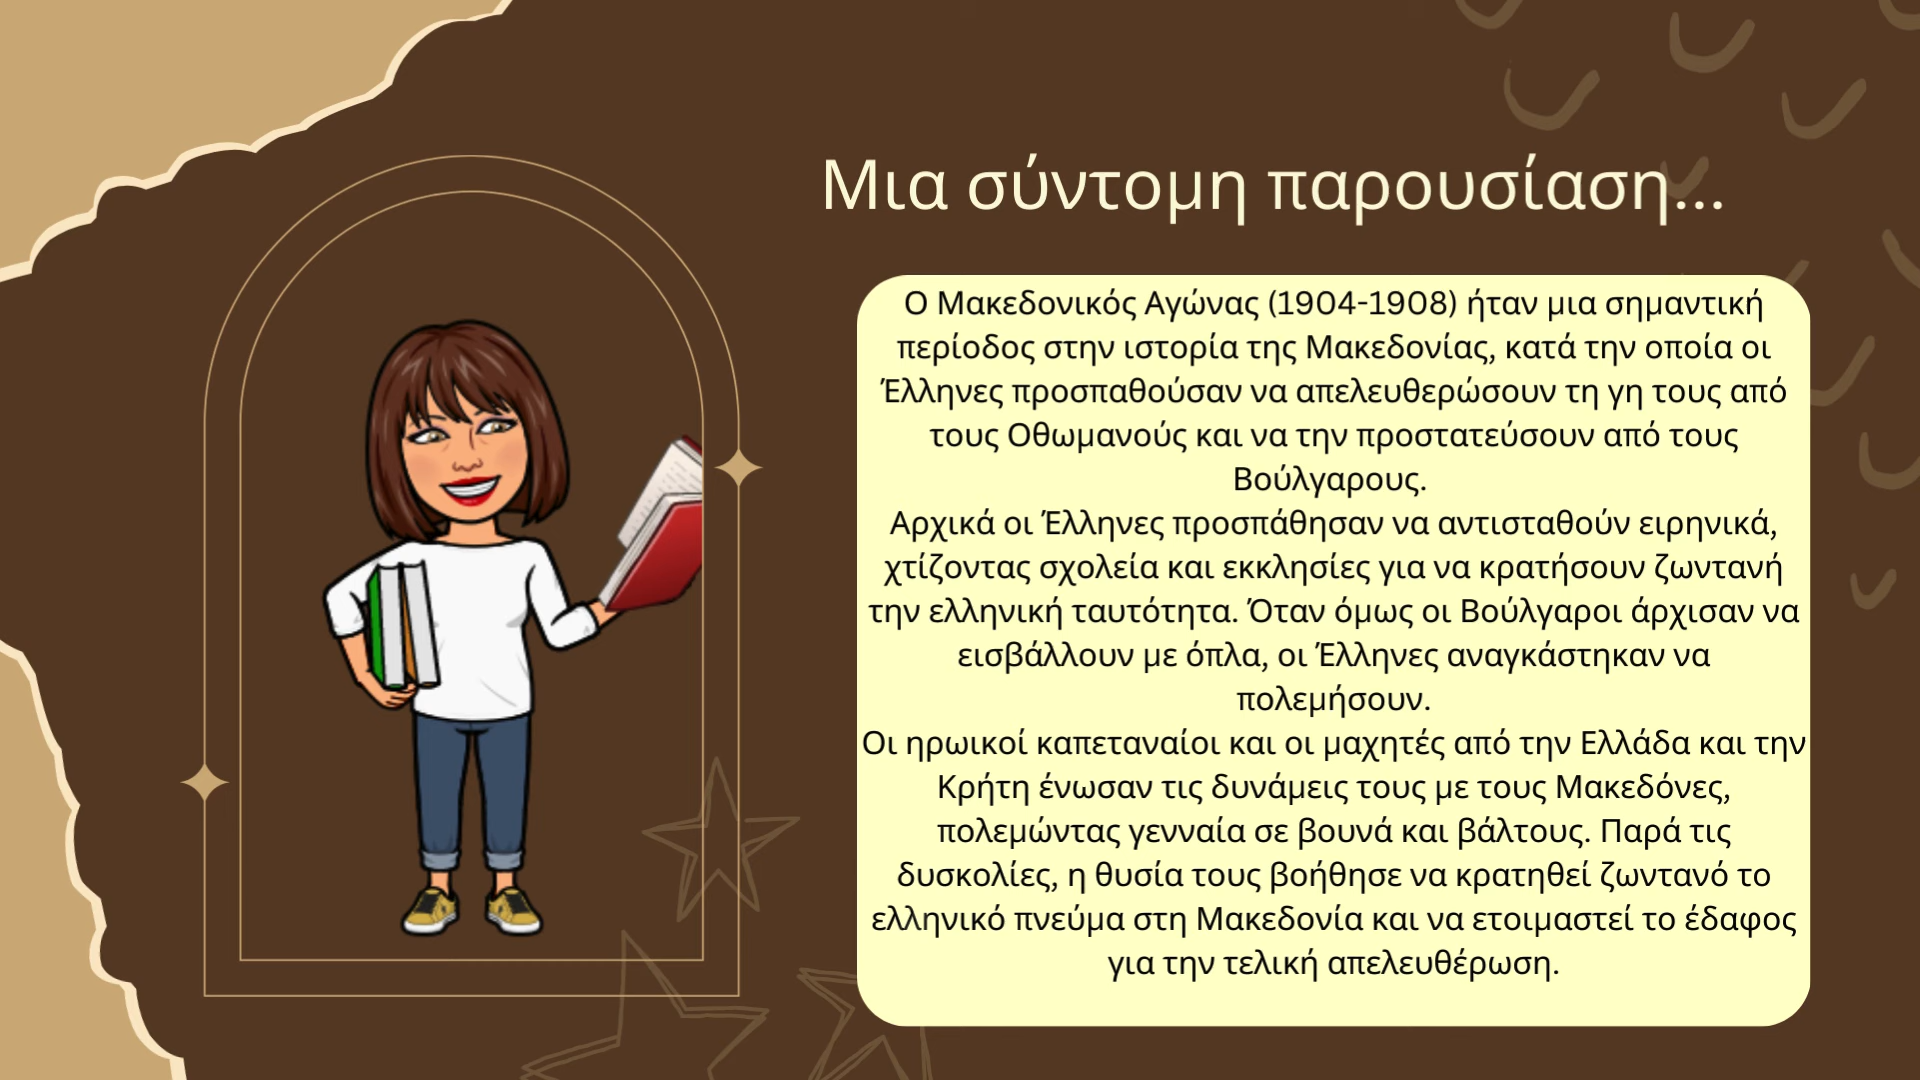 Μια σύντομη παρουσίαση...
Ο Μακεδονικός Αγώνας (1904-1908) ήταν μια σημαντική
περίοδος στην ιστορία της Μακεδονίας, κατά την οποία οι
Έλληνες προσπαθούσαν να απελευθερώσουν τη γη τους από
τους Οθωμανούς και να την προστατεύσουν από τους
Βούλγαρους.
Αρχικά οι Έλληνες προσπάθησαν να αντισταθούν ειρηνικά,
χτίζοντας σχολεία και εκκλησίες για να κρατήσουν ζωντανή
την ελληνική ταυτότητα. Όταν όμως οι Βούλγαροι άρχισαν να
εισβάλλουν με όπλα, οι Έλληνες αναγκάστηκαν να
πολεμήσουν.
Οι ηρωικοί καπεταναίοι και οι μαχητές από την Ελλάδα και την
Κρήτη ένωσαν τις δυνάμεις τους με τους Μακεδόνες,
πολεμώντας γενναία σε βουνά και βάλτους. Παρά τις
δυσκολίες, η θυσία τους βοήθησε να κρατηθεί ζωντανό το
ελληνικό πνεύμα στη Μακεδονία και να ετοιμαστεί το έδαφος
για την τελική απελευθέρωση.